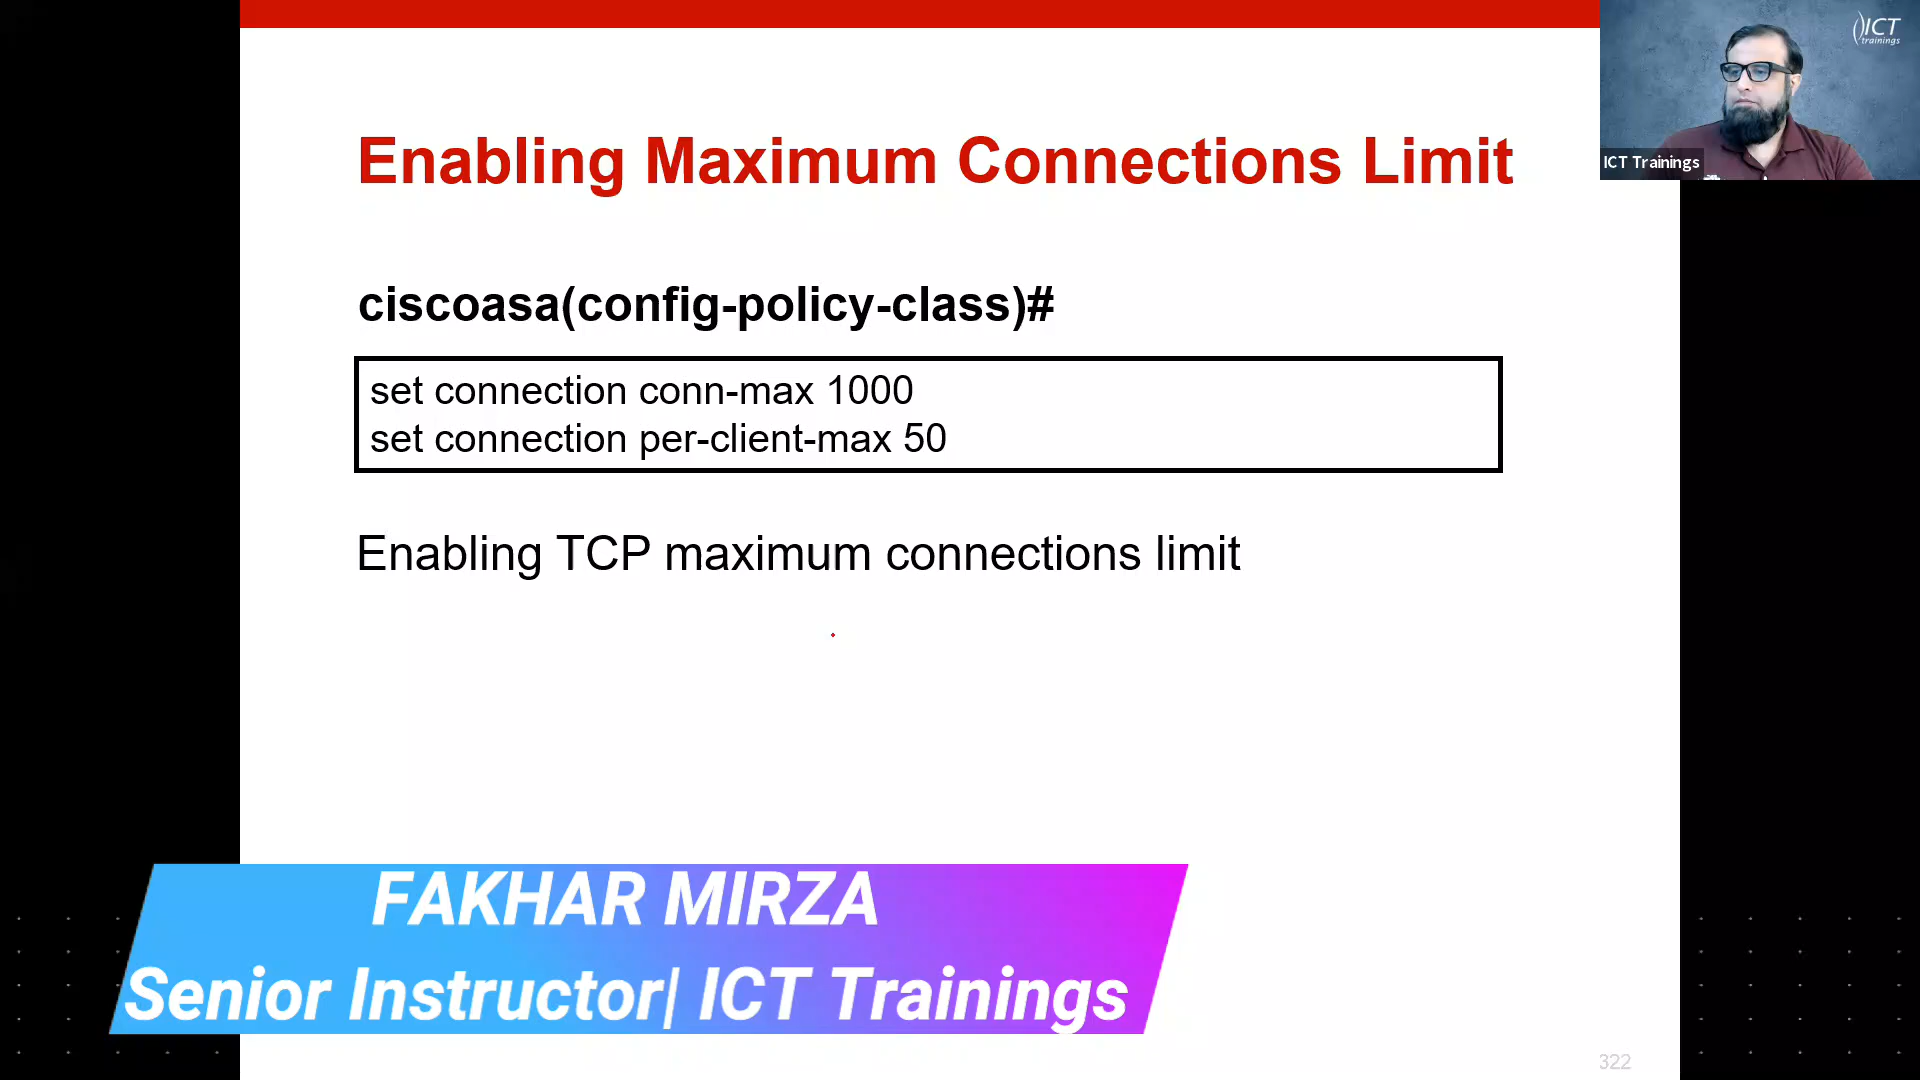 ICT
trainings
ICT Trainings
Enabling Maximum Connections Limit
ciscoasa(config-policy-class)#
set connection conn-max 1000
set connection per-client-max 50
Enabling TCP maximum connections limit
FAKHAR MIRZA
Senior Instructor| ICT Trainings
322